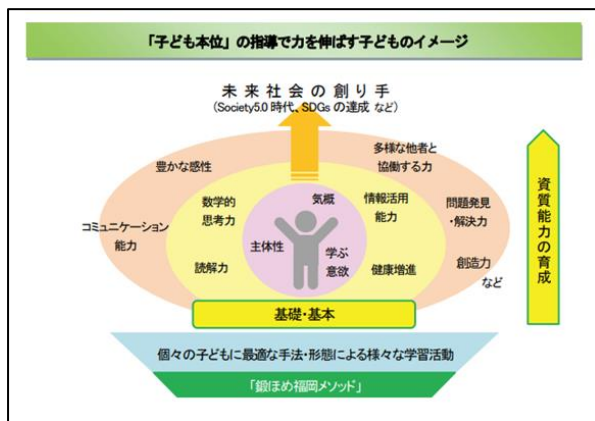 「子ども本位」の指導で力を伸ばす子どものイメージ
未来社会の創り手
(Society5.0時代、SDGsの達成 など)
豊かな感性
多様な他者と
協働する力
コミュニケーション
能力
数学的
思考力
気概
情報活用
能力
問題発見
・解決力
主体性
学ぶ
意欲
読解力
健康増進
創造力
など
基礎・基本
資質能力の育成
個々の子どもに最適な手法・形態による様々な学習活動
「鍛ほめ福岡メソッド」